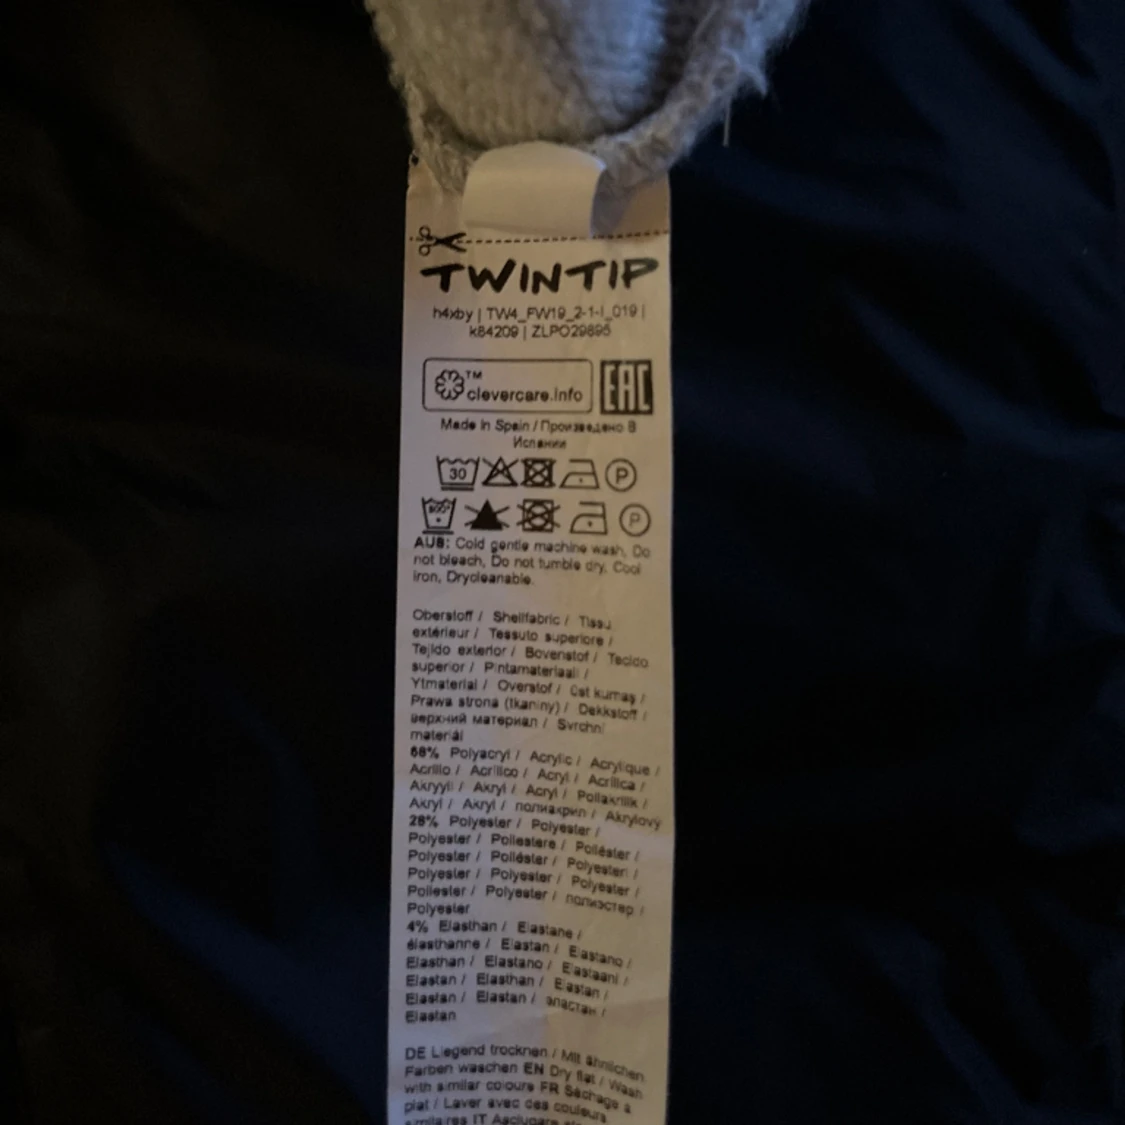 TWINTIP
h4xby | TW4_FW19_2-1-I_019 |
k84209 | ZLPO29895
TM
clevercare.info
EAC
Made in Spain / Произведено В
Испании
30 P
P
AUS: Cold gentle machine wash, Do
not bleach, Do not tumble dry, Cool
iron, Drycleanable.
Oberstoff / Shellfabric / Tissu
extérieur / Tessuto superiore /
Tejido exterior / Bovenstof / Tecido
superior / Pintamateriaali /
Ytmaterial / Overstof / üst kumaş /
Prawa strona (tkaniny) / Dekkstoff /
верхний материал / Svrchní
materiál
68% Polyacryl / Acrylic / Acrylique /
Acrilio / Acrílico / Acryl / Acrílica /
Akryyli / Akryl / Acryl / Poliakrilik /
Akryl / Akryl / полиакрил / Akrylový
28% Polyester / Polyester /
Polyester / Poliestere / Poliéster /
Polyester / Poliéster / Polyesteri /
Polyester / Polyester / Polyester /
Poliester / Polyester / полиэстер /
Polyester
4% Elasthan / Elastane /
élasthanne / Elastan / Elastano /
Elasthan / Elastano / Elastaani /
Elastan / Elasthan / Elastan /
Elastan / Elastan / эластан /
Elastan
DE Liegend trocknen / Mit ähnlichen
Farben waschen EN Dry flat / Wash
with similar colours FR Séchage à
plat / Laver avec des couleurs
similaires IT Asciugare